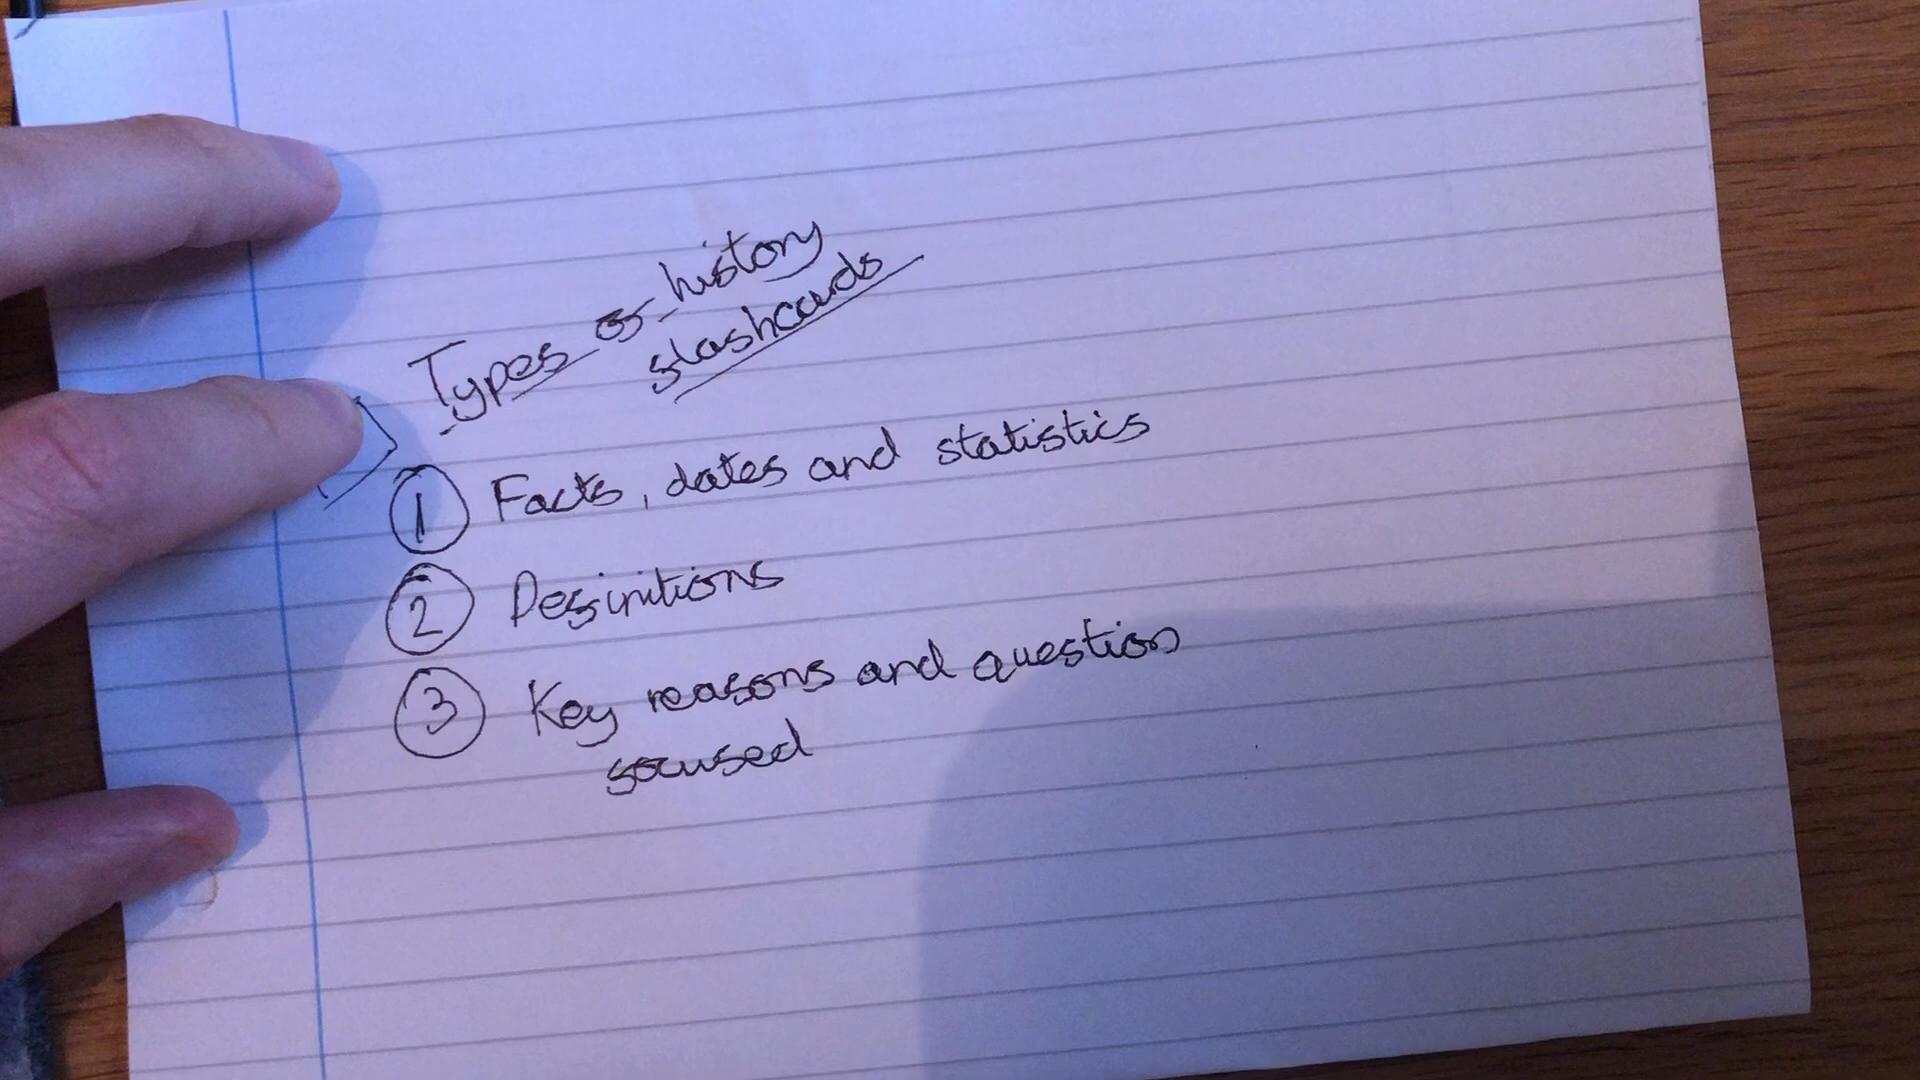 Types of history
flashcards
① Facts, dates and statistics
② Definitions
③ Key reasons and question
focused